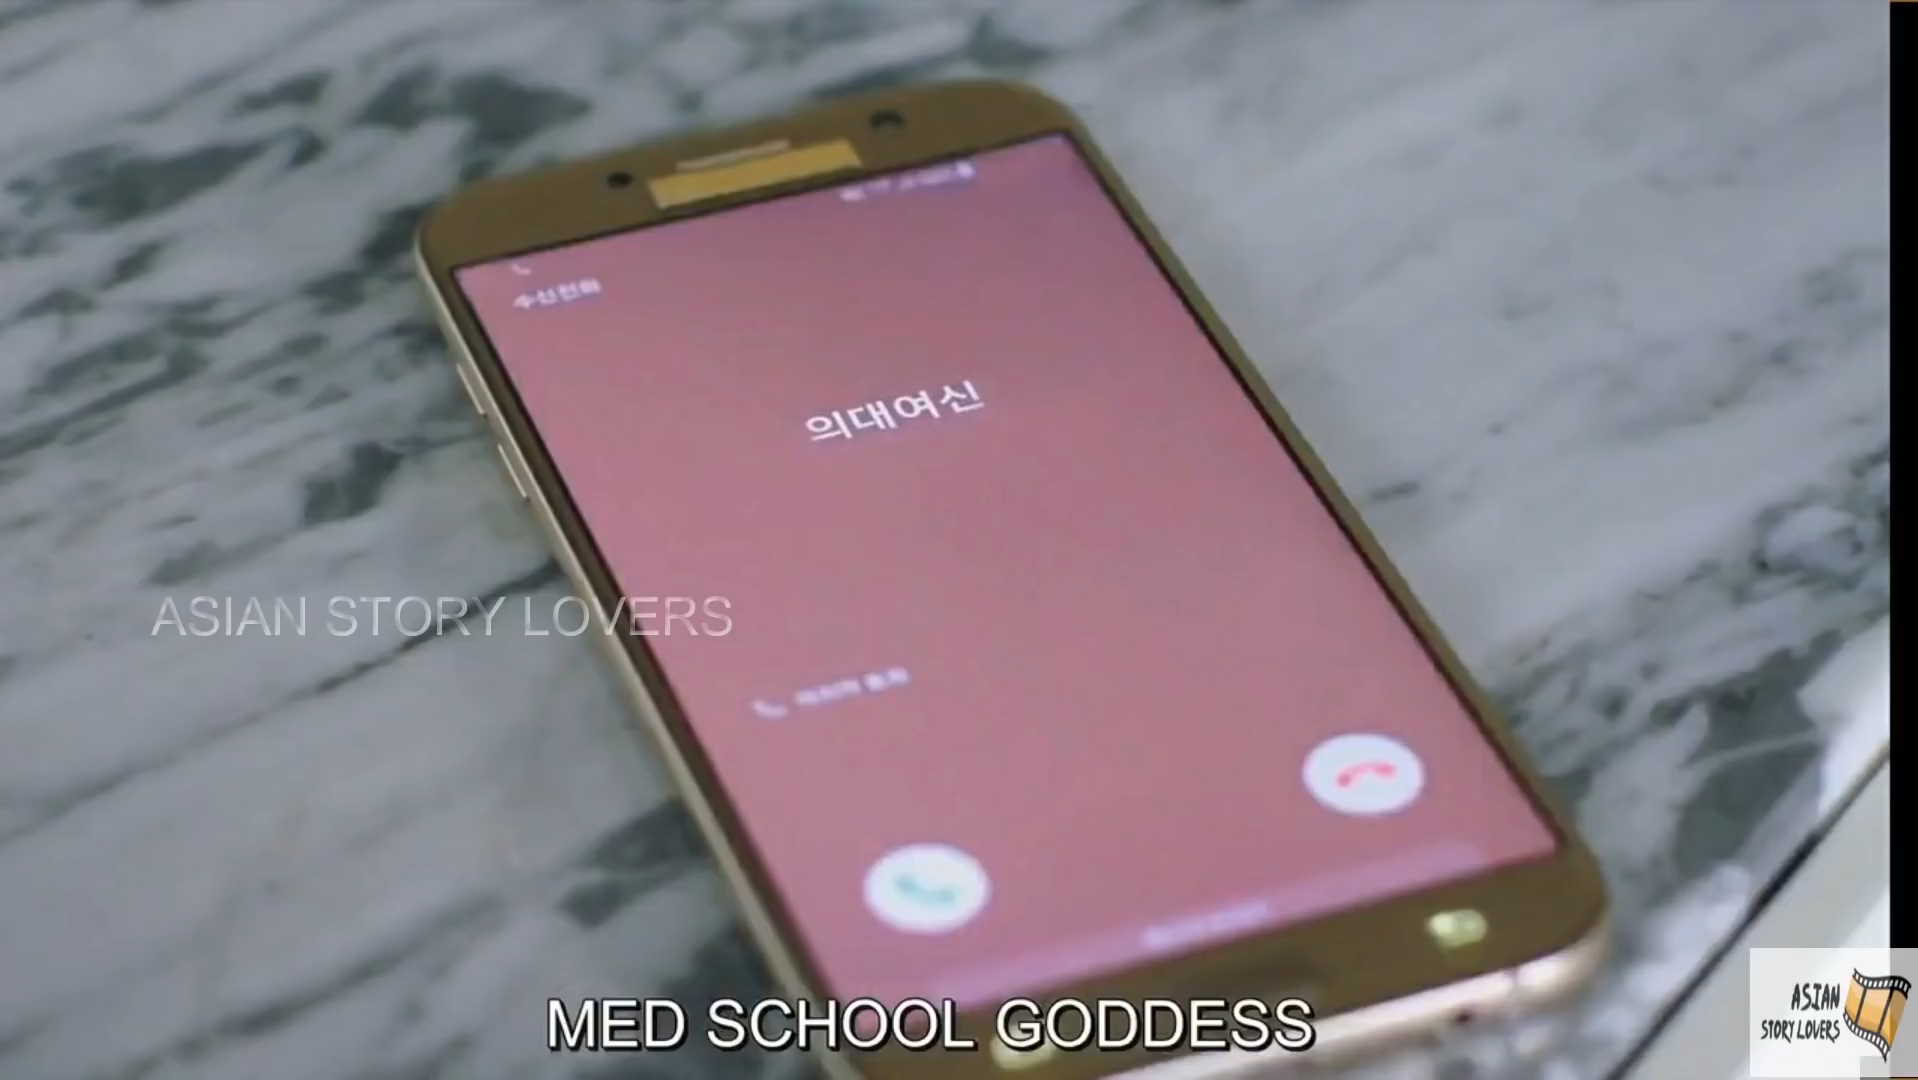 수신전화
의대여신
ASIAN STORY LOVERS
MED SCHOOL GODDESS
ASIAN
STORY LOVERS